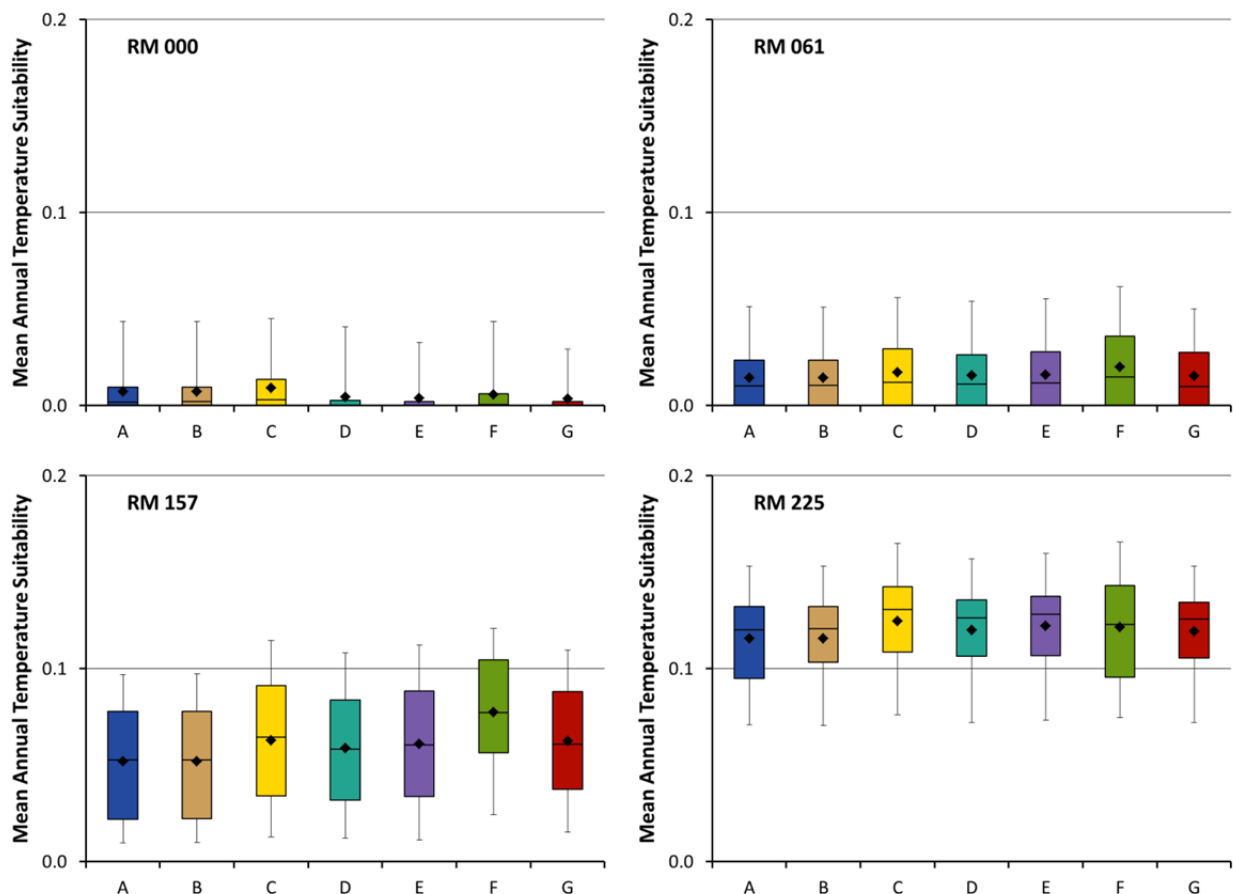 Mean Annual Temperature Suitability
RM 000
0.2
0.1
0.0
A B C D E F G
Mean Annual Temperature Suitability
RM 061
0.2
0.1
0.0
A B C D E F G
Mean Annual Temperature Suitability
RM 157
0.2
0.1
0.0
A B C D E F G
Mean Annual Temperature Suitability
RM 225
0.2
0.1
0.0
A B C D E F G